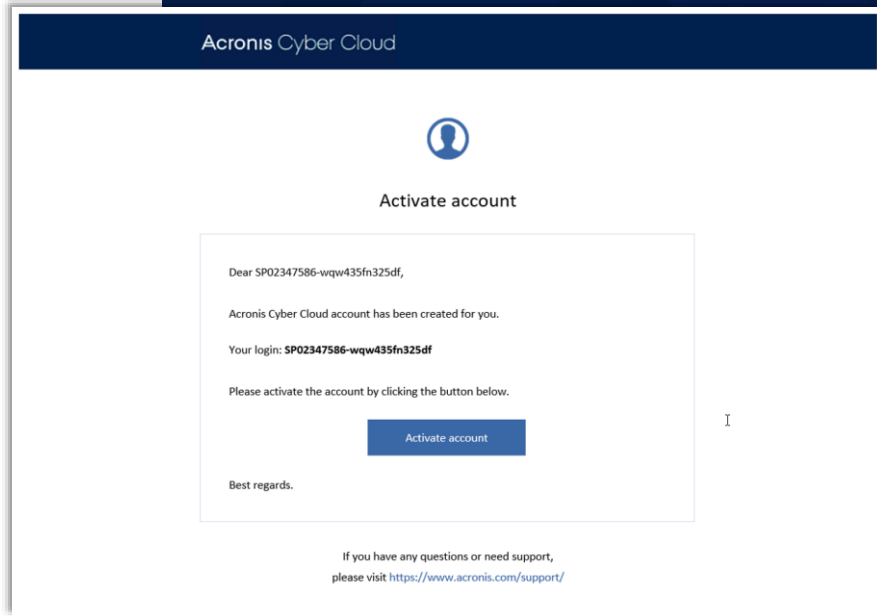 Acronis Cyber Cloud
Activate account
Dear SP02347586-wqw435fn325df,
Acronis Cyber Cloud account has been created for you.
Your login: SP02347586-wqw435fn325df
Please activate the account by clicking the button below.
Activate account
Best regards.
If you have any questions or need support,
please visit https://www.acronis.com/support/